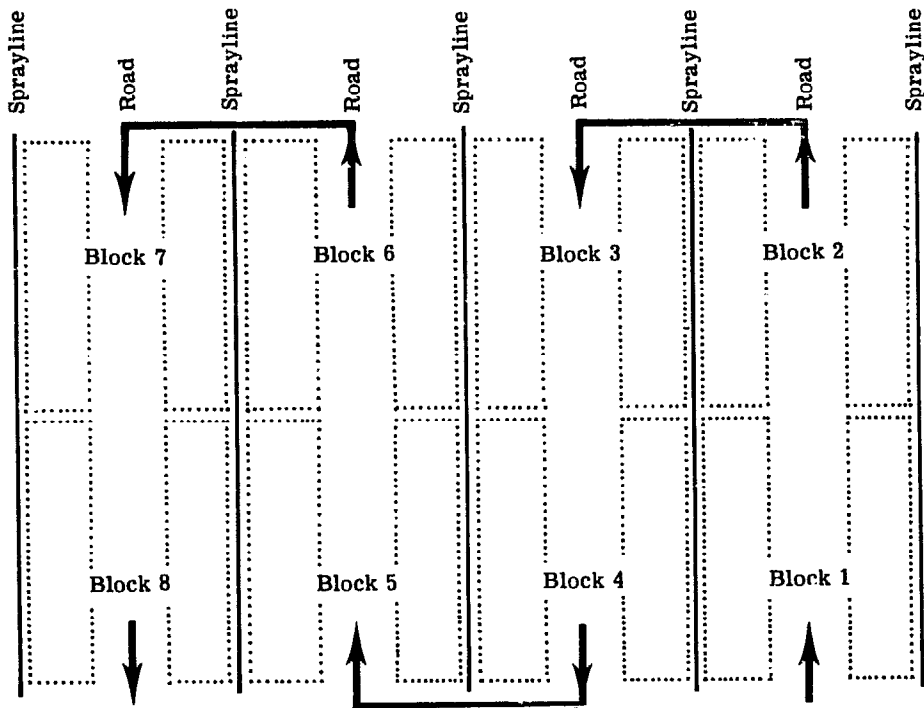 Sprayline
Road
Sprayline
Road
Sprayline
Road
Sprayline
Road
Sprayline
Block 7
Block 6
Block 3
Block 2
Block 8
Block 5
Block 4
Block 1